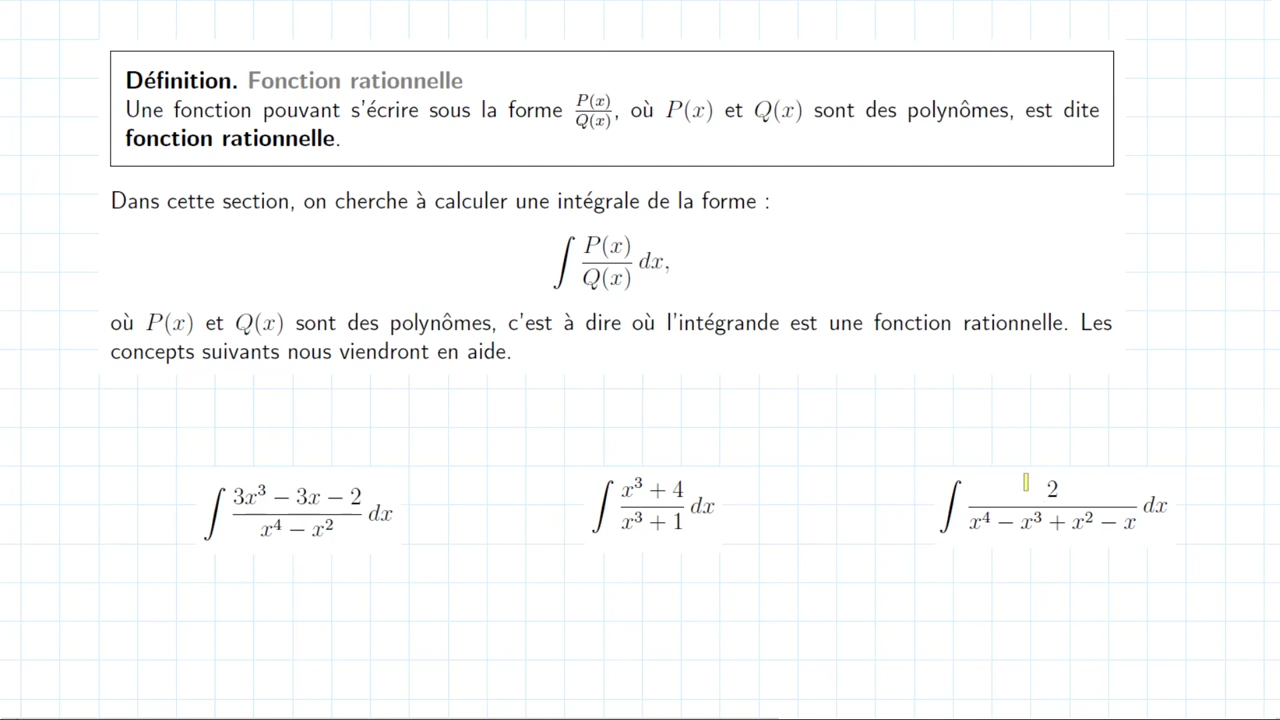 Définition. Fonction rationnelle
Une fonction pouvant s'écrire sous la forme P(x)/Q(x), où P(x) et Q(x) sont des polynômes, est dite
fonction rationnelle.
Dans cette section, on cherche à calculer une intégrale de la forme :
∫ P(x)/Q(x) dx,
où P(x) et Q(x) sont des polynômes, c'est à dire où l'intégrande est une fonction rationnelle. Les
concepts suivants nous viendront en aide.
∫ (3x³ − 3x − 2)/(x⁴ − x²) dx
∫ (x³ + 4)/(x³ + 1) dx
∫ 2/(x⁴ − x³ + x² − x) dx